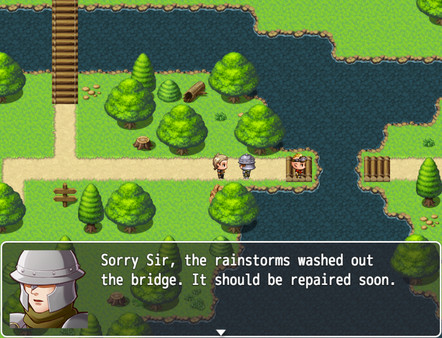 Sorry Sir, the rainstorms washed out
the bridge. It should be repaired soon.